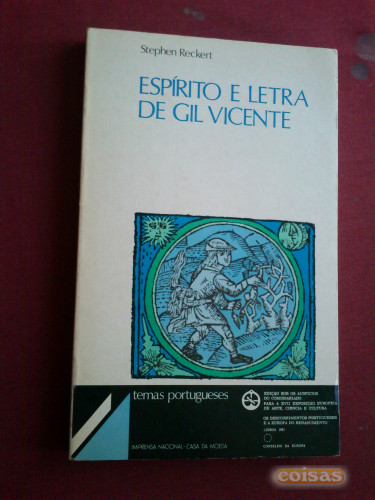 Stephen Reckert
ESPÍRITO E LETRA
DE GIL VICENTE
temas portugueses
EDIÇÃO SOB OS AUSPÍCIOS
DO COMISSARIADO
PARA A XVII EXPOSIÇÃO EUROPEIA
DE ARTE, CIÊNCIA E CULTURA
OS DESCOBRIMENTOS PORTUGUESES
E A EUROPA DO RENASCIMENTO
LISBOA 1983
CONSELHO DA EUROPA
IMPRENSA NACIONAL-CASA DA MOEDA
coisas